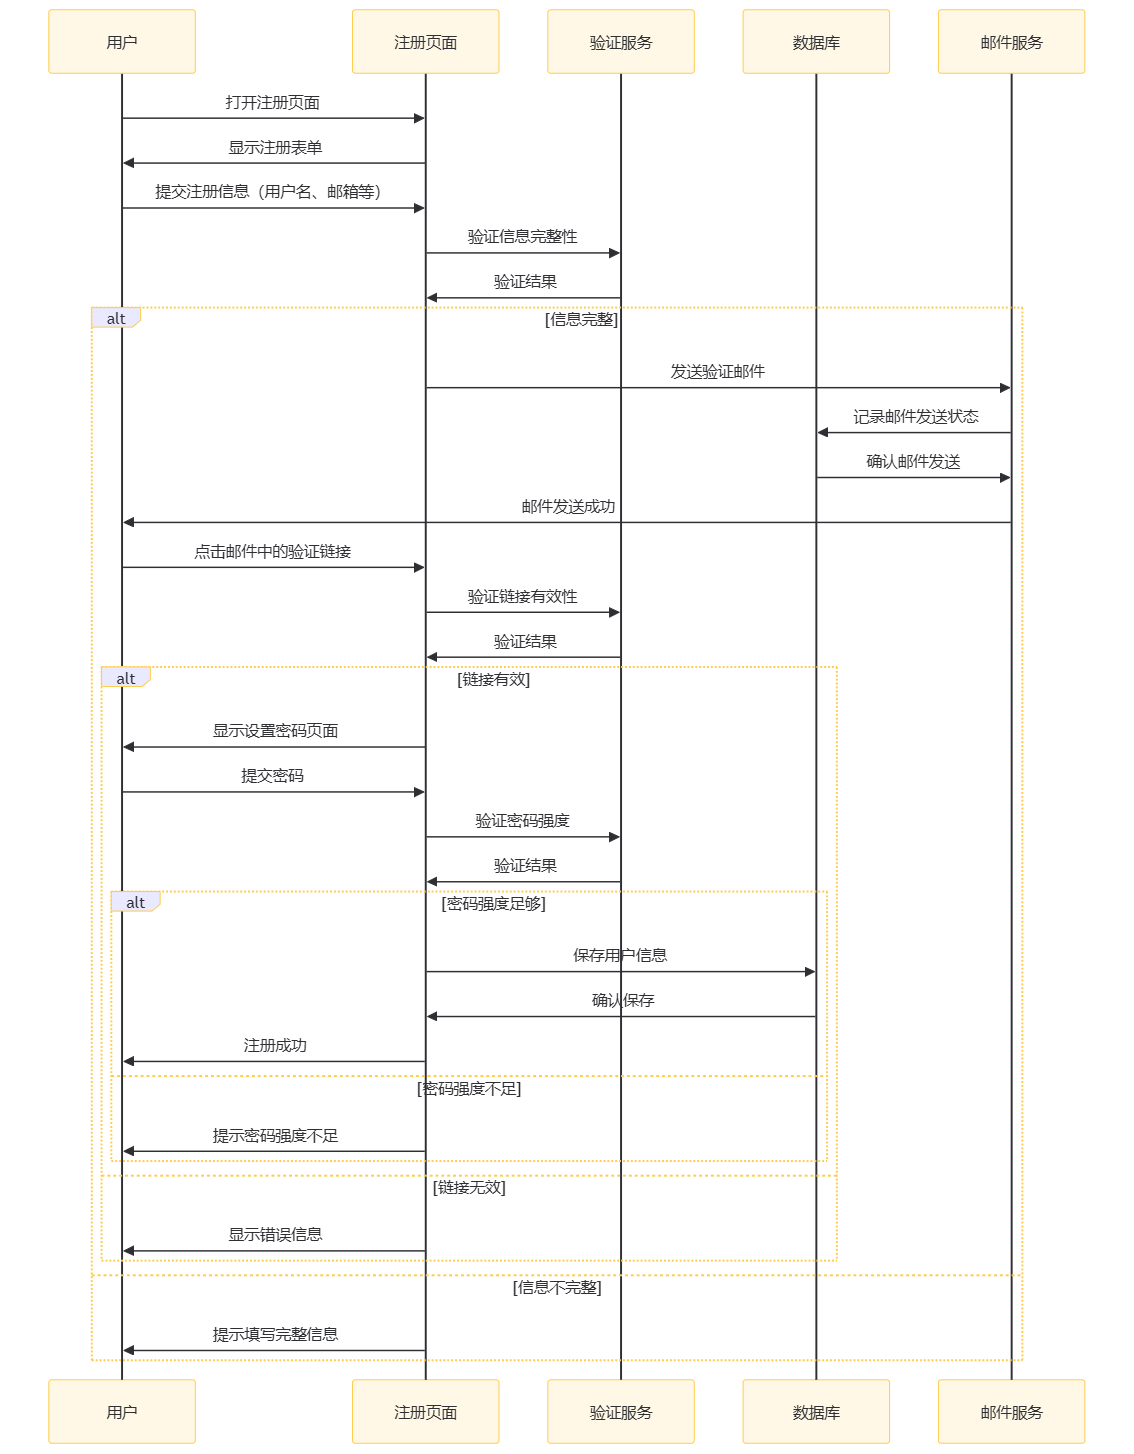 用户
注册页面
验证服务
数据库
邮件服务
打开注册页面
显示注册表单
提交注册信息（用户名、邮箱等）
验证信息完整性
验证结果
alt
[信息完整]
发送验证邮件
记录邮件发送状态
确认邮件发送
邮件发送成功
点击邮件中的验证链接
验证链接有效性
验证结果
alt
[链接有效]
显示设置密码页面
提交密码
验证密码强度
验证结果
alt
[密码强度足够]
保存用户信息
确认保存
注册成功
[密码强度不足]
提示密码强度不足
[链接无效]
显示错误信息
[信息不完整]
提示填写完整信息
用户
注册页面
验证服务
数据库
邮件服务